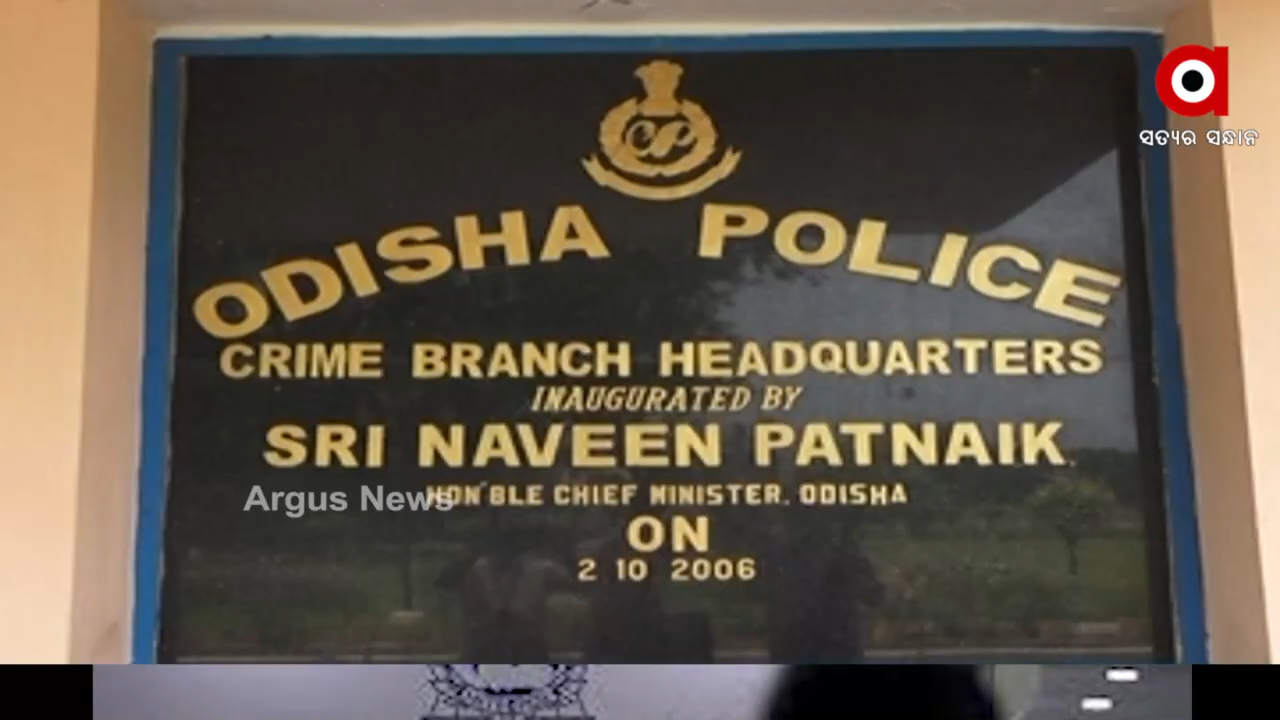 ସତ୍ୟର ସନ୍ଧାନ
OP
ODISHA POLICE
CRIME BRANCH HEADQUARTERS
INAUGURATED BY
SRI NAVEEN PATNAIK
HON'BLE CHIEF MINISTER, ODISHA
Argus News
ON
2 10 2006